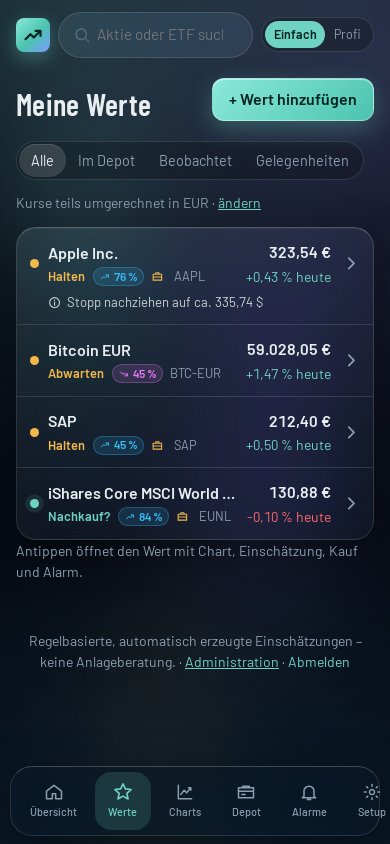 Aktie oder ETF sucl
Einfach
Profi
Meine Werte
+ Wert hinzufügen
Alle
Im Depot
Beobachtet
Gelegenheiten
Kurse teils umgerechnet in EUR · ändern
Apple Inc.
323,54 €
Halten
76 %
AAPL
+0,43 % heute
Stopp nachziehen auf ca. 335,74 $
Bitcoin EUR
59.028,05 €
Abwarten
45 %
BTC-EUR
+1,47 % heute
SAP
212,40 €
Halten
45 %
SAP
+0,50 % heute
iShares Core MSCI World ...
130,88 €
Nachkauf?
84 %
EUNL
-0,10 % heute
Antippen öffnet den Wert mit Chart, Einschätzung, Kauf
und Alarm.
Regelbasierte, automatisch erzeugte Einschätzungen –
keine Anlageberatung. · Administration · Abmelden
Übersicht
Werte
Charts
Depot
Alarme
Setup